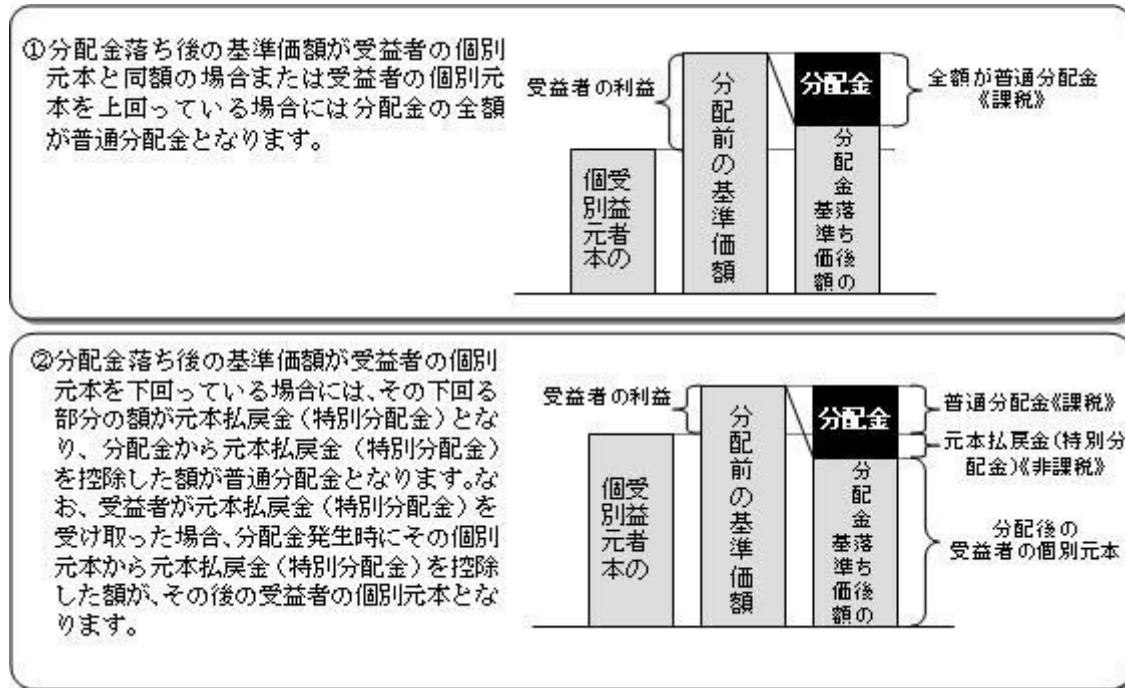 ①分配金落ち後の基準価額が受益者の個別
元本と同額の場合または受益者の個別元
本を上回っている場合には分配金の全額
が普通分配金となります。
受益者の利益
受益者の
個別元本
分配前の基準価額
分配金
分配金落ち後の
基準価額
全額が普通分配金
《課税》
②分配金落ち後の基準価額が受益者の個別
元本を下回っている場合には、その下回る
部分の額が元本払戻金（特別分配金）とな
り、分配金から元本払戻金（特別分配金）
を控除した額が普通分配金となります。な
お、受益者が元本払戻金（特別分配金）を
受け取った場合、分配金発生時にその個別
元本から元本払戻金（特別分配金）を控除
した額が、その後の受益者の個別元本とな
ります。
受益者の利益
受益者の
個別元本
分配前の基準価額
分配金
分配金落ち後の
基準価額
普通分配金《課税》
元本払戻金（特別分
配金）《非課税》
分配後の
受益者の個別元本